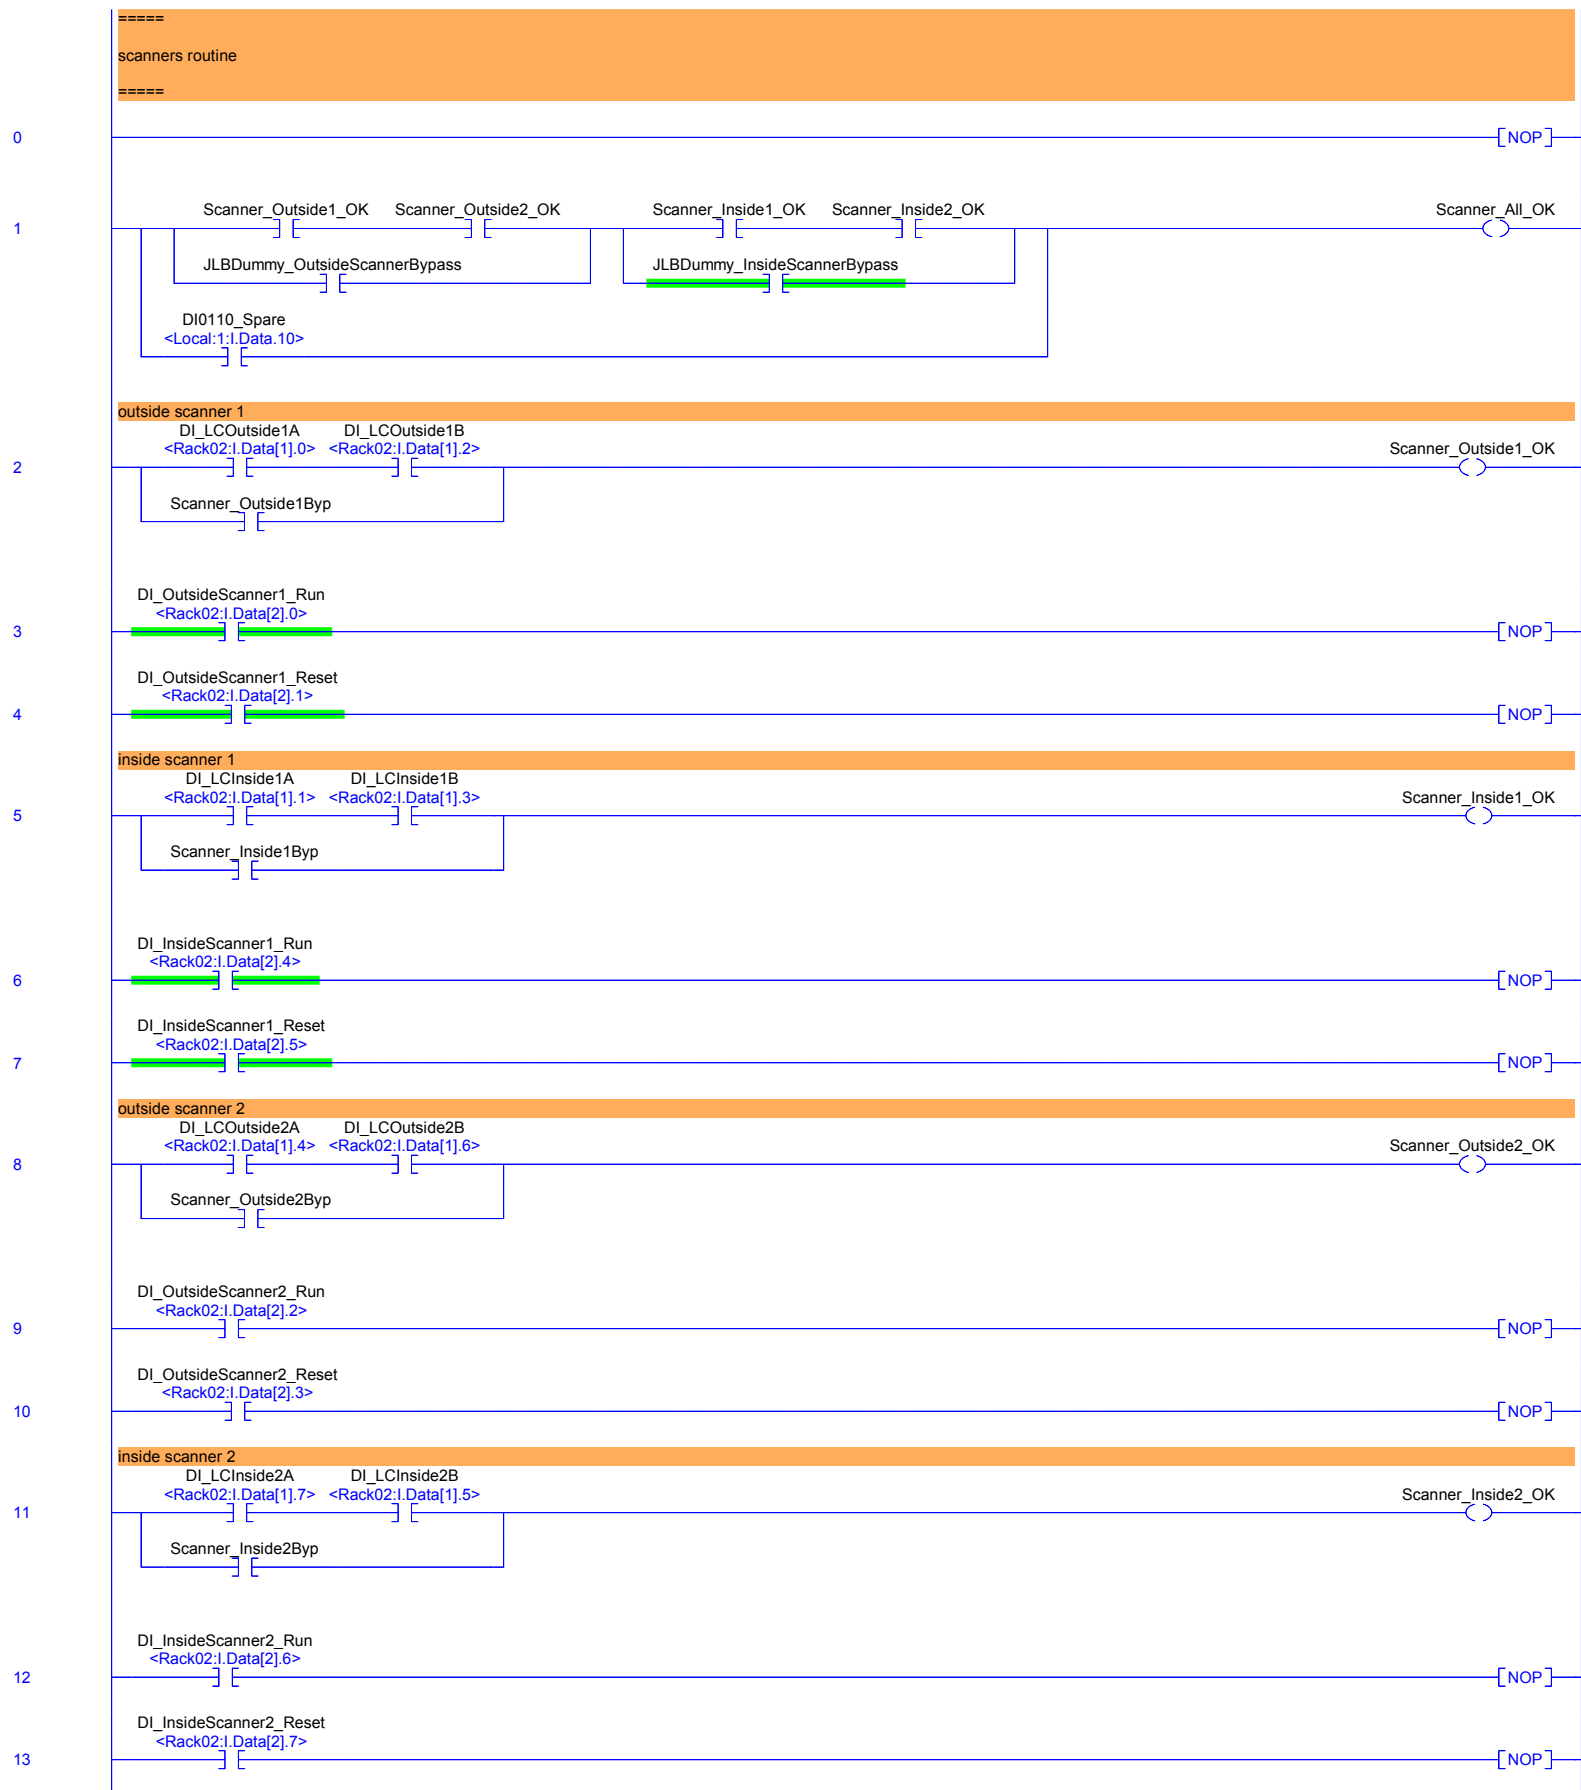 =====
scanners routine
=====
0
NOP
Scanner_Outside1_OK Scanner_Outside2_OK Scanner_Inside1_OK Scanner_Inside2_OK Scanner_All_OK
1
JLBDummy_OutsideScannerBypass JLBDummy_InsideScannerBypass
DI0110_Spare
<Local:1:I.Data.10>
outside scanner 1
DI_LCOutside1A DI_LCOutside1B
<Rack02:I.Data[1].0> <Rack02:I.Data[1].2> Scanner_Outside1_OK
2
Scanner_Outside1Byp
DI_OutsideScanner1_Run
<Rack02:I.Data[2].0>
3 NOP
DI_OutsideScanner1_Reset
<Rack02:I.Data[2].1>
4 NOP
inside scanner 1
DI_LCInside1A DI_LCInside1B
<Rack02:I.Data[1].1> <Rack02:I.Data[1].3> Scanner_Inside1_OK
5
Scanner_Inside1Byp
DI_InsideScanner1_Run
<Rack02:I.Data[2].4>
6 NOP
DI_InsideScanner1_Reset
<Rack02:I.Data[2].5>
7 NOP
outside scanner 2
DI_LCOutside2A DI_LCOutside2B
<Rack02:I.Data[1].4> <Rack02:I.Data[1].6> Scanner_Outside2_OK
8
Scanner_Outside2Byp
DI_OutsideScanner2_Run
<Rack02:I.Data[2].2>
9 NOP
DI_OutsideScanner2_Reset
<Rack02:I.Data[2].3>
10 NOP
inside scanner 2
DI_LCInside2A DI_LCInside2B
<Rack02:I.Data[1].7> <Rack02:I.Data[1].5> Scanner_Inside2_OK
11
Scanner_Inside2Byp
DI_InsideScanner2_Run
<Rack02:I.Data[2].6>
12 NOP
DI_InsideScanner2_Reset
<Rack02:I.Data[2].7>
13 NOP